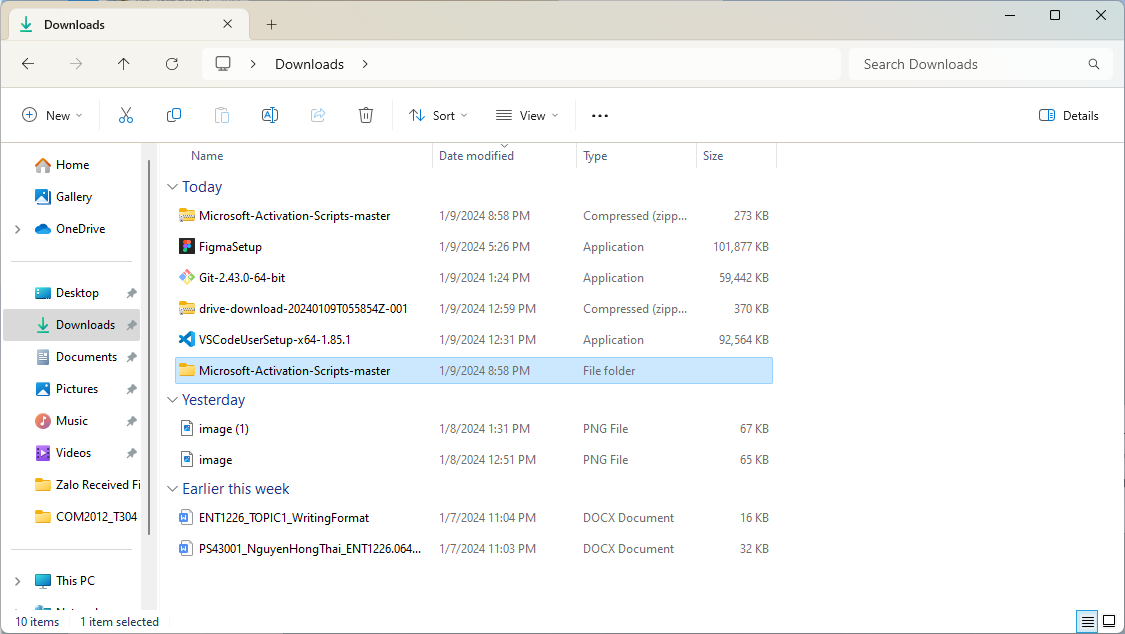 Downloads
Downloads
Search Downloads
New
Sort
View
Details
Home
Gallery
OneDrive
Desktop
Downloads
Documents
Pictures
Music
Videos
Zalo Received Fi
COM2012_T304
This PC
Name Date modified Type Size
Today
Microsoft-Activation-Scripts-master 1/9/2024 8:58 PM Compressed (zipp... 273 KB
FigmaSetup 1/9/2024 5:26 PM Application 101,877 KB
Git-2.43.0-64-bit 1/9/2024 1:24 PM Application 59,442 KB
drive-download-20240109T055854Z-001 1/9/2024 12:59 PM Compressed (zipp... 370 KB
VSCodeUserSetup-x64-1.85.1 1/9/2024 12:31 PM Application 92,564 KB
Microsoft-Activation-Scripts-master 1/9/2024 8:58 PM File folder
Yesterday
image (1) 1/8/2024 1:31 PM PNG File 67 KB
image 1/8/2024 12:51 PM PNG File 65 KB
Earlier this week
ENT1226_TOPIC1_WritingFormat 1/7/2024 11:04 PM DOCX Document 16 KB
PS43001_NguyenHongThai_ENT1226.064... 1/7/2024 11:03 PM DOCX Document 32 KB
10 items 1 item selected